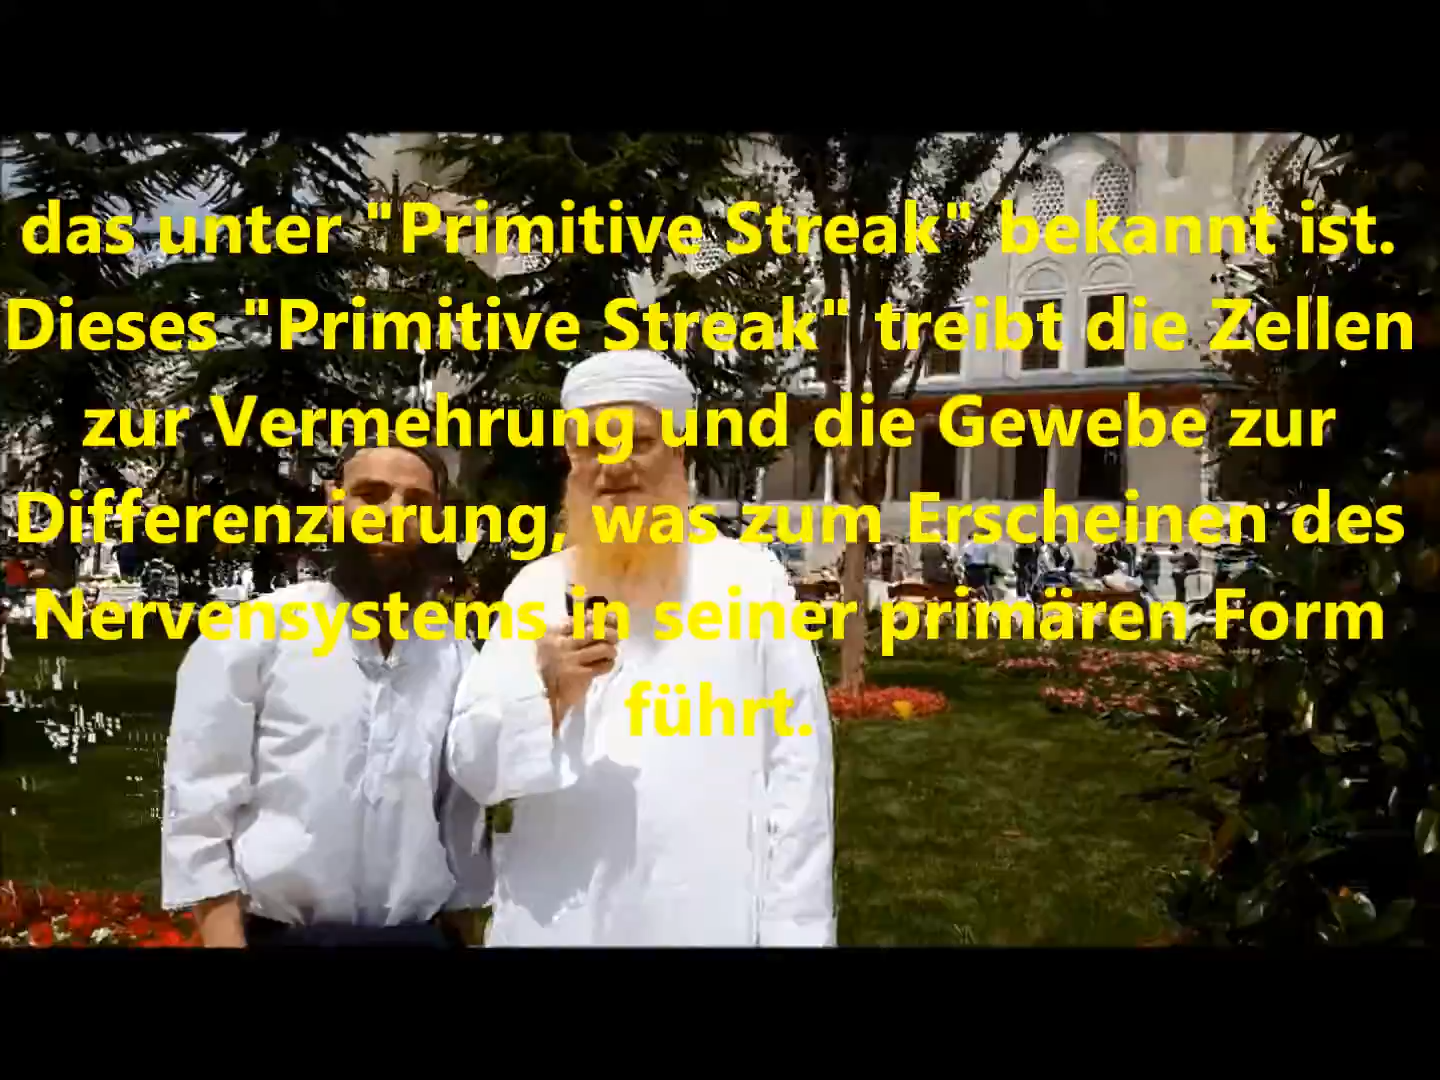 das unter "Primitive Streak" bekannt ist.
Dieses "Primitive Streak" treibt die Zellen
zur Vermehrung und die Gewebe zur
Differenzierung, was zum Erscheinen des
Nervensystems in seiner primären Form
führt.